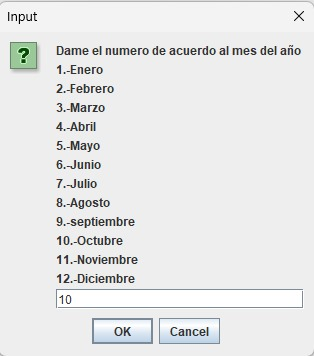 Input
Dame el numero de acuerdo al mes del año
1.-Enero
2.-Febrero
3.-Marzo
4.-Abril
5.-Mayo
6.-Junio
7.-Julio
8.-Agosto
9.-septiembre
10.-Octubre
11.-Noviembre
12.-Diciembre
10
OK Cancel